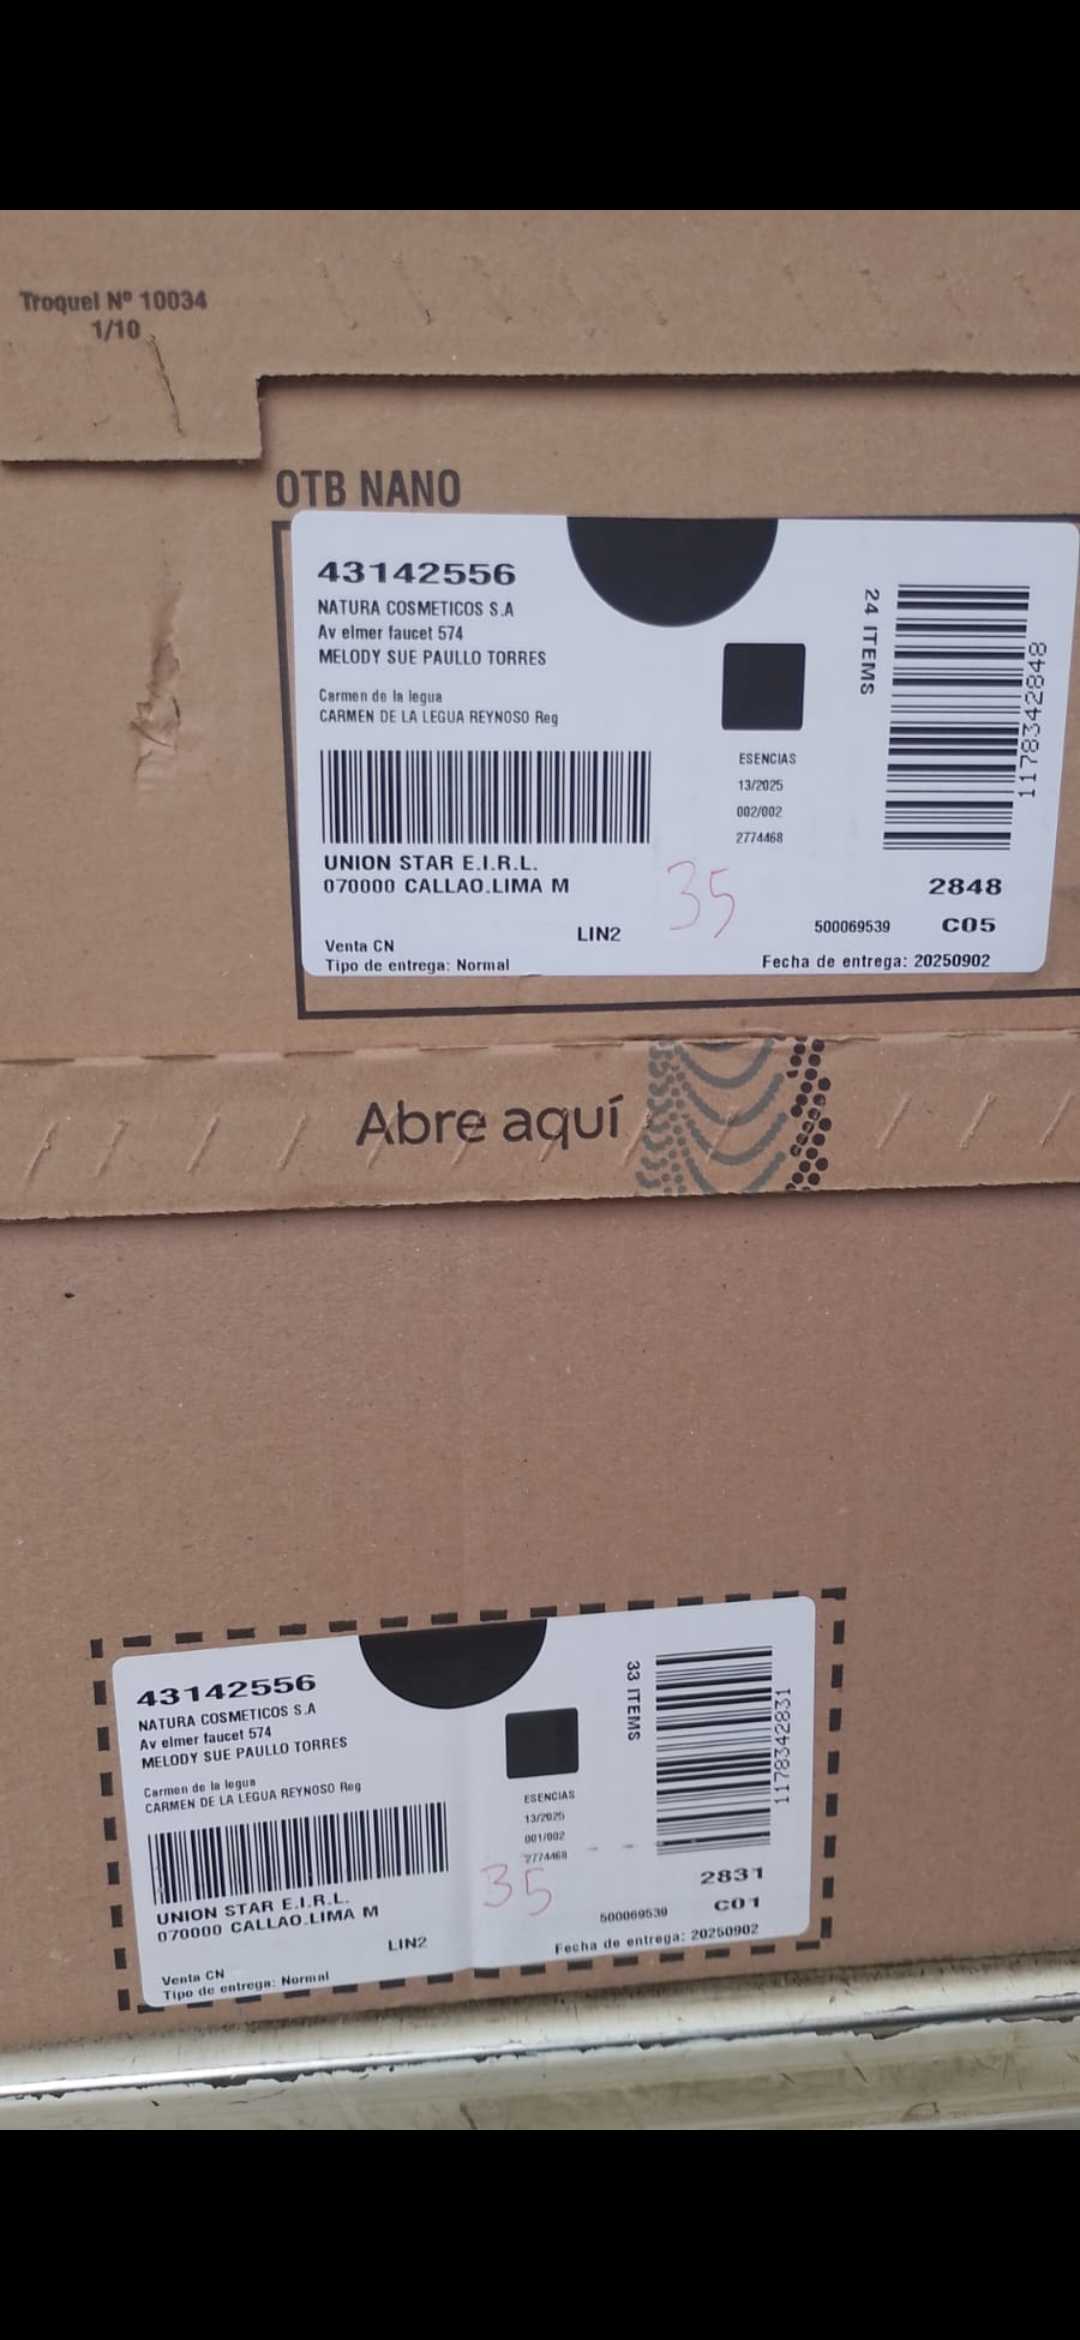 Troquel Nº 10034
1/10
OTB NANO
43142556
NATURA COSMETICOS S.A
Av elmer faucet 574
MELODY SUE PAULLO TORRES
Carmen de la legua
CARMEN DE LA LEGUA REYNOSO Reg
UNION STAR E.I.R.L.
070000 CALLAO.LIMA M
LIN2
Venta CN
Tipo de entrega: Normal
ESENCIAS
13/2025
002/002
2774468
35
24 ITEMS
1178342848
2848
500069539 C05
Fecha de entrega: 20250902
Abre aquí
43142556
NATURA COSMETICOS S.A
Av elmer faucet 574
MELODY SUE PAULLO TORRES
Carmen de la legua
CARMEN DE LA LEGUA REYNOSO Reg
UNION STAR E.I.R.L.
070000 CALLAO.LIMA M
LIN2
Venta CN
Tipo de entrega: Normal
ESENCIAS
13/2025
001/002
2774468
35
33 ITEMS
1178342831
2831
500069539 C01
Fecha de entrega: 20250902